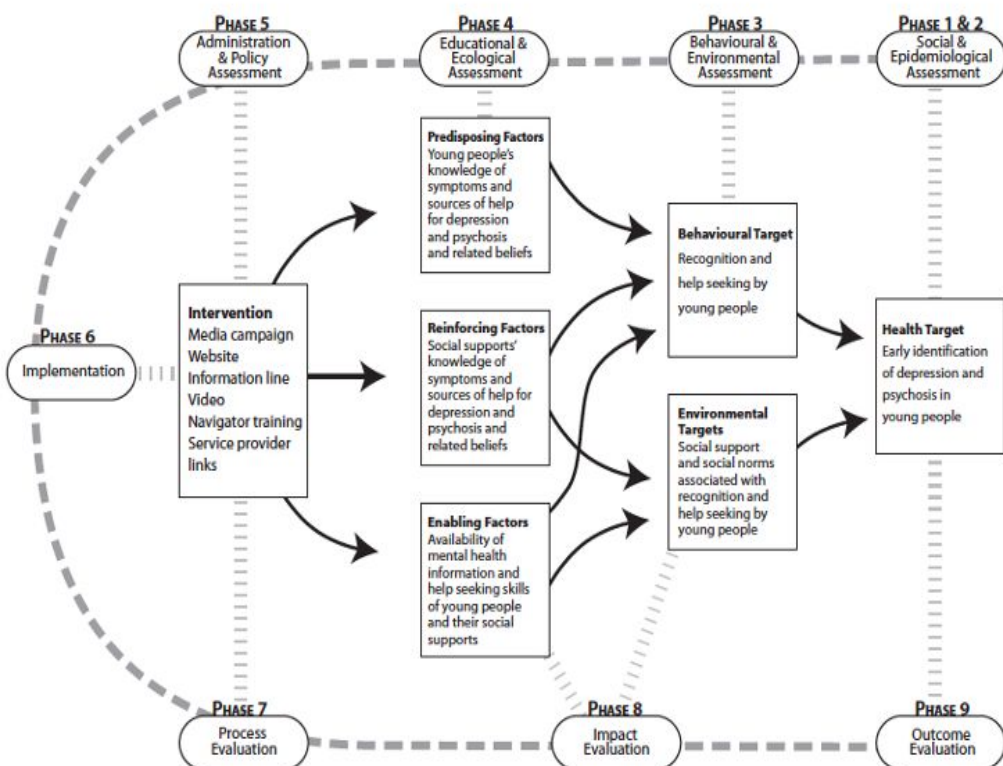 PHASE 5
Administration
& Policy
Assessment
PHASE 4
Educational &
Ecological
Assessment
PHASE 3
Behavioural &
Environmental
Assessment
PHASE 1 & 2
Social &
Epidemiological
Assessment
Predisposing Factors
Young people's
knowledge of
symptoms and
sources of help
for depression
and psychosis
and related beliefs
Behavioural Target
Recognition and
help seeking by
young people
PHASE 6
Implementation
Intervention
Media campaign
Website
Information line
Video
Navigator training
Service provider
links
Reinforcing Factors
Social supports'
knowledge of
symptoms and
sources of help for
depression and
psychosis and
related beliefs
Health Target
Early identification
of depression and
psychosis in
young people
Environmental
Targets
Social support
and social norms
associated with
recognition and
help seeking by
young people
Enabling Factors
Availability of
mental health
information and
help seeking skills
of young people
and their social
supports
PHASE 7
Process
Evaluation
PHASE 8
Impact
Evaluation
PHASE 9
Outcome
Evaluation